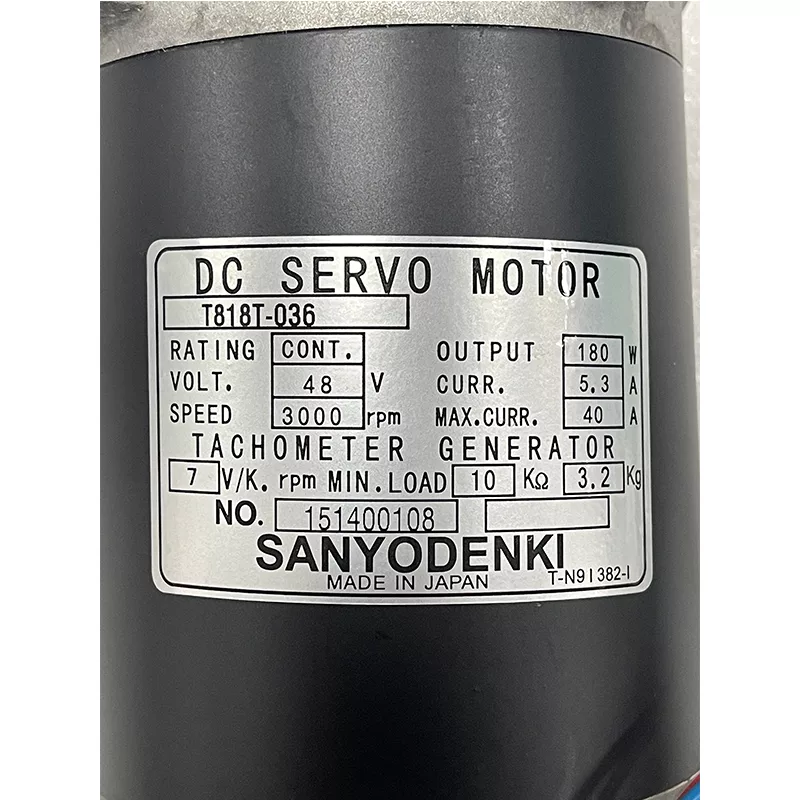 DC SERVO MOTOR
T818T-036
RATING CONT. OUTPUT 180 W
VOLT. 48 V CURR. 5.3 A
SPEED 3000 rpm MAX.CURR. 40 A
TACHOMETER GENERATOR
7 V/K.rpm MIN.LOAD 10 KΩ 3.2 Kg
NO. 151400108
SANYODENKI
MADE IN JAPAN T-N91382-1